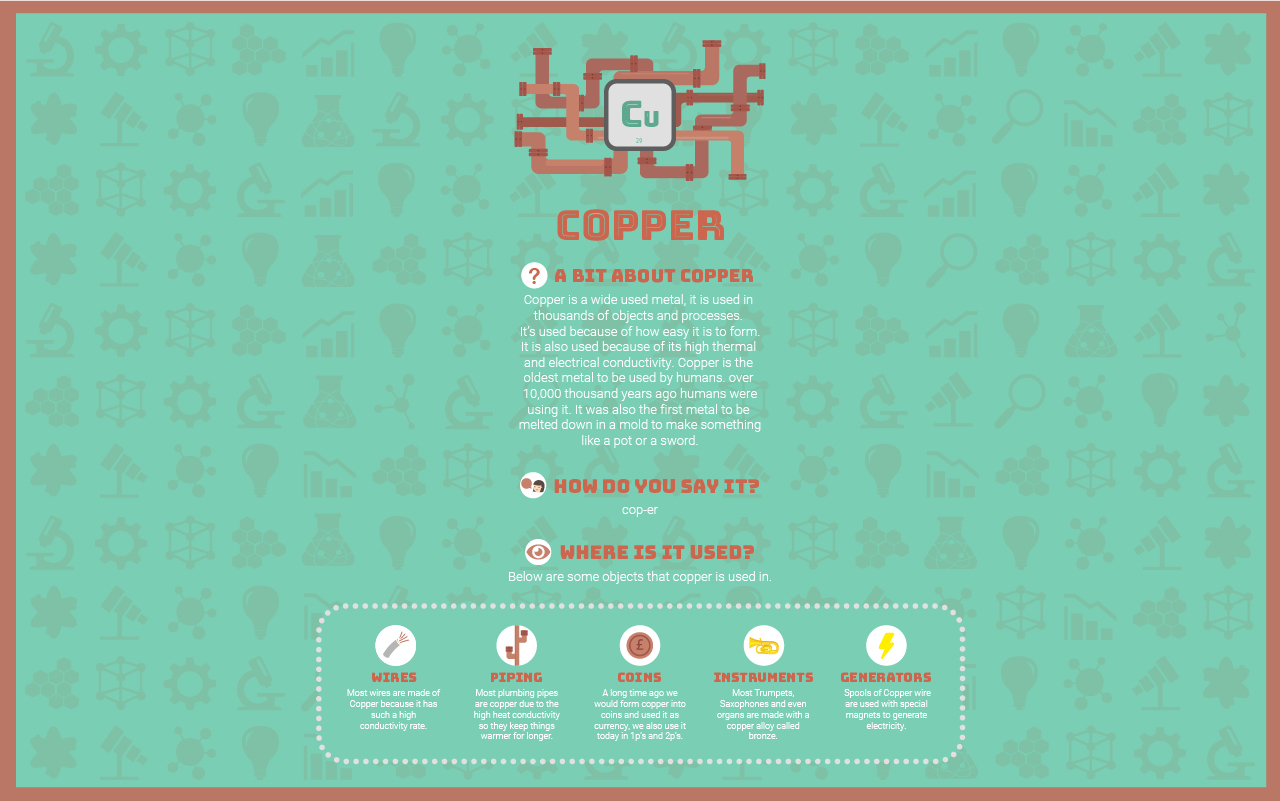 Cu
29
COPPER
? A BIT ABOUT COPPER
Copper is a wide used metal, it is used in
thousands of objects and processes.
It's used because of how easy it is to form.
It is also used because of its high thermal
and electrical conductivity. Copper is the
oldest metal to be used by humans. over
10,000 thousand years ago humans were
using it. It was also the first metal to be
melted down in a mold to make something
like a pot or a sword.
HOW DO YOU SAY IT?
cop-er
WHERE IS IT USED?
Below are some objects that copper is used in.
WIRES
Most wires are made of
Copper because it has
such a high
conductivity rate.
PIPING
Most plumbing pipes
are copper due to the
high heat conductivity
so they keep things
warmer for longer.
£
COINS
A long time ago we
would form copper into
coins and used it as
currency, we also use it
today in 1p's and 2p's.
INSTRUMENTS
Most Trumpets,
Saxophones and even
organs are made with a
copper alloy called
bronze.
GENERATORS
Spools of Copper wire
are used with special
magnets to generate
electricity.